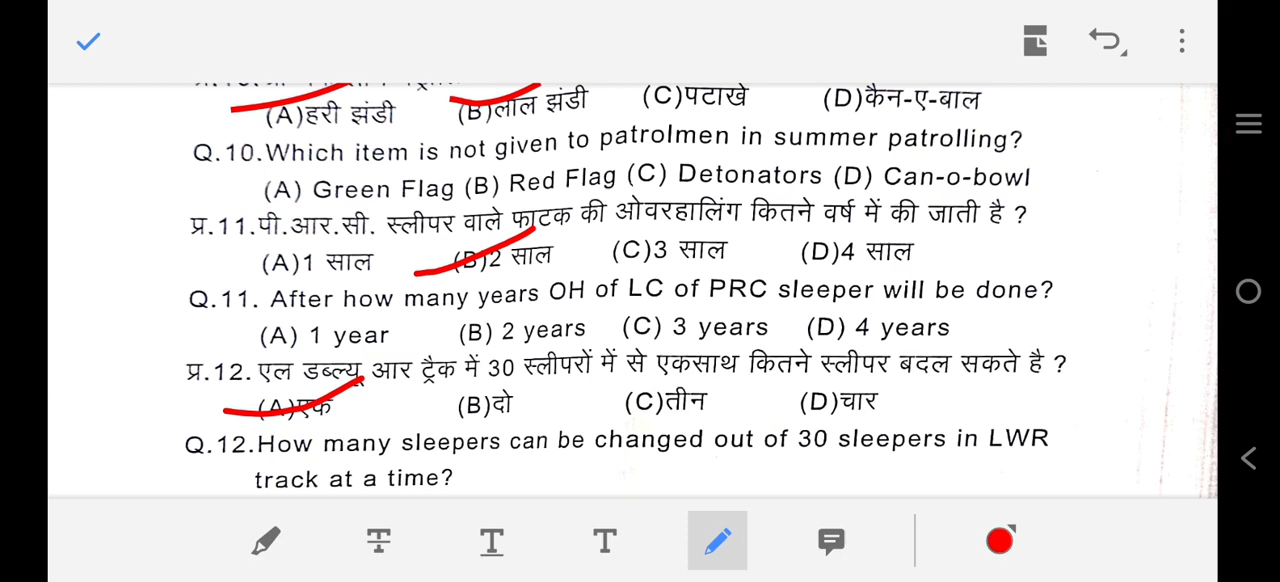 (A)हरी झंडी (B)लाल झंडी (C)पटाखे (D)कैन-ए-बाल
Q.10.Which item is not given to patrolmen in summer patrolling?
(A) Green Flag (B) Red Flag (C) Detonators (D) Can-o-bowl
प्र.11.पी.आर.सी. स्लीपर वाले फाटक की ओवरहालिंग कितने वर्ष में की जाती है ?
(A)1 साल (B)2 साल (C)3 साल (D)4 साल
Q.11. After how many years OH of LC of PRC sleeper will be done?
(A) 1 year (B) 2 years (C) 3 years (D) 4 years
प्र.12. एल डब्ल्यू आर ट्रैक में 30 स्लीपरों में से एकसाथ कितने स्लीपर बदल सकते है ?
(A)एक (B)दो (C)तीन (D)चार
Q.12.How many sleepers can be changed out of 30 sleepers in LWR
track at a time?
T T T